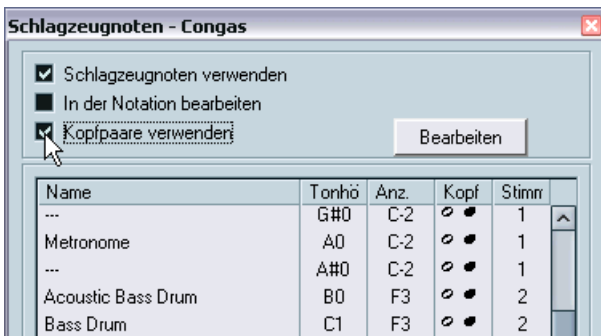 Schlagzeugnoten - Congas
Schlagzeugnoten verwenden
In der Notation bearbeiten
Kopfpaare verwenden
Bearbeiten
Name Tonhö Anz. Kopf Stimm
--- G#0 C-2 1
Metronome A0 C-2 1
--- A#0 C-2 1
Acoustic Bass Drum B0 F3 2
Bass Drum C1 F3 2